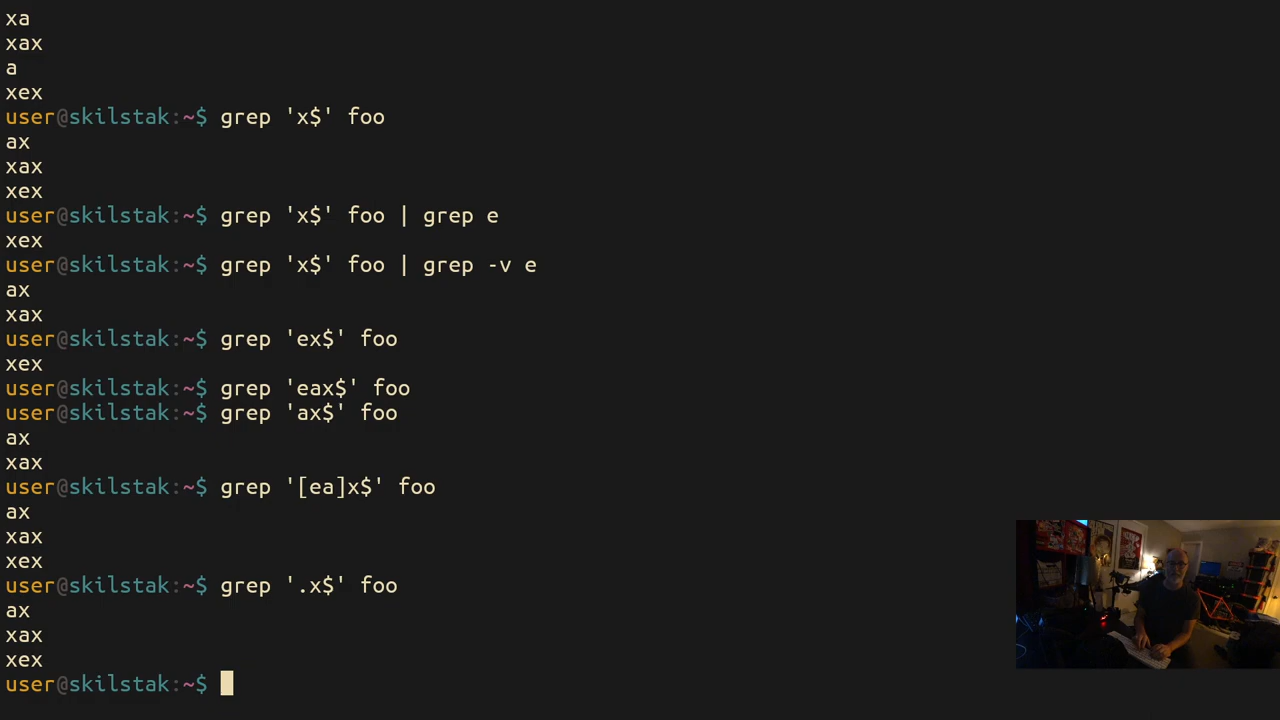 xa
xax
a
xex
user@skilstak:~$ grep 'x$' foo
ax
xax
xex
user@skilstak:~$ grep 'x$' foo | grep e
xex
user@skilstak:~$ grep 'x$' foo | grep -v e
ax
xax
user@skilstak:~$ grep 'ex$' foo
xex
user@skilstak:~$ grep 'eax$' foo
user@skilstak:~$ grep 'ax$' foo
ax
xax
user@skilstak:~$ grep '[ea]x$' foo
ax
xax
xex
user@skilstak:~$ grep '.x$' foo
ax
xax
xex
user@skilstak:~$